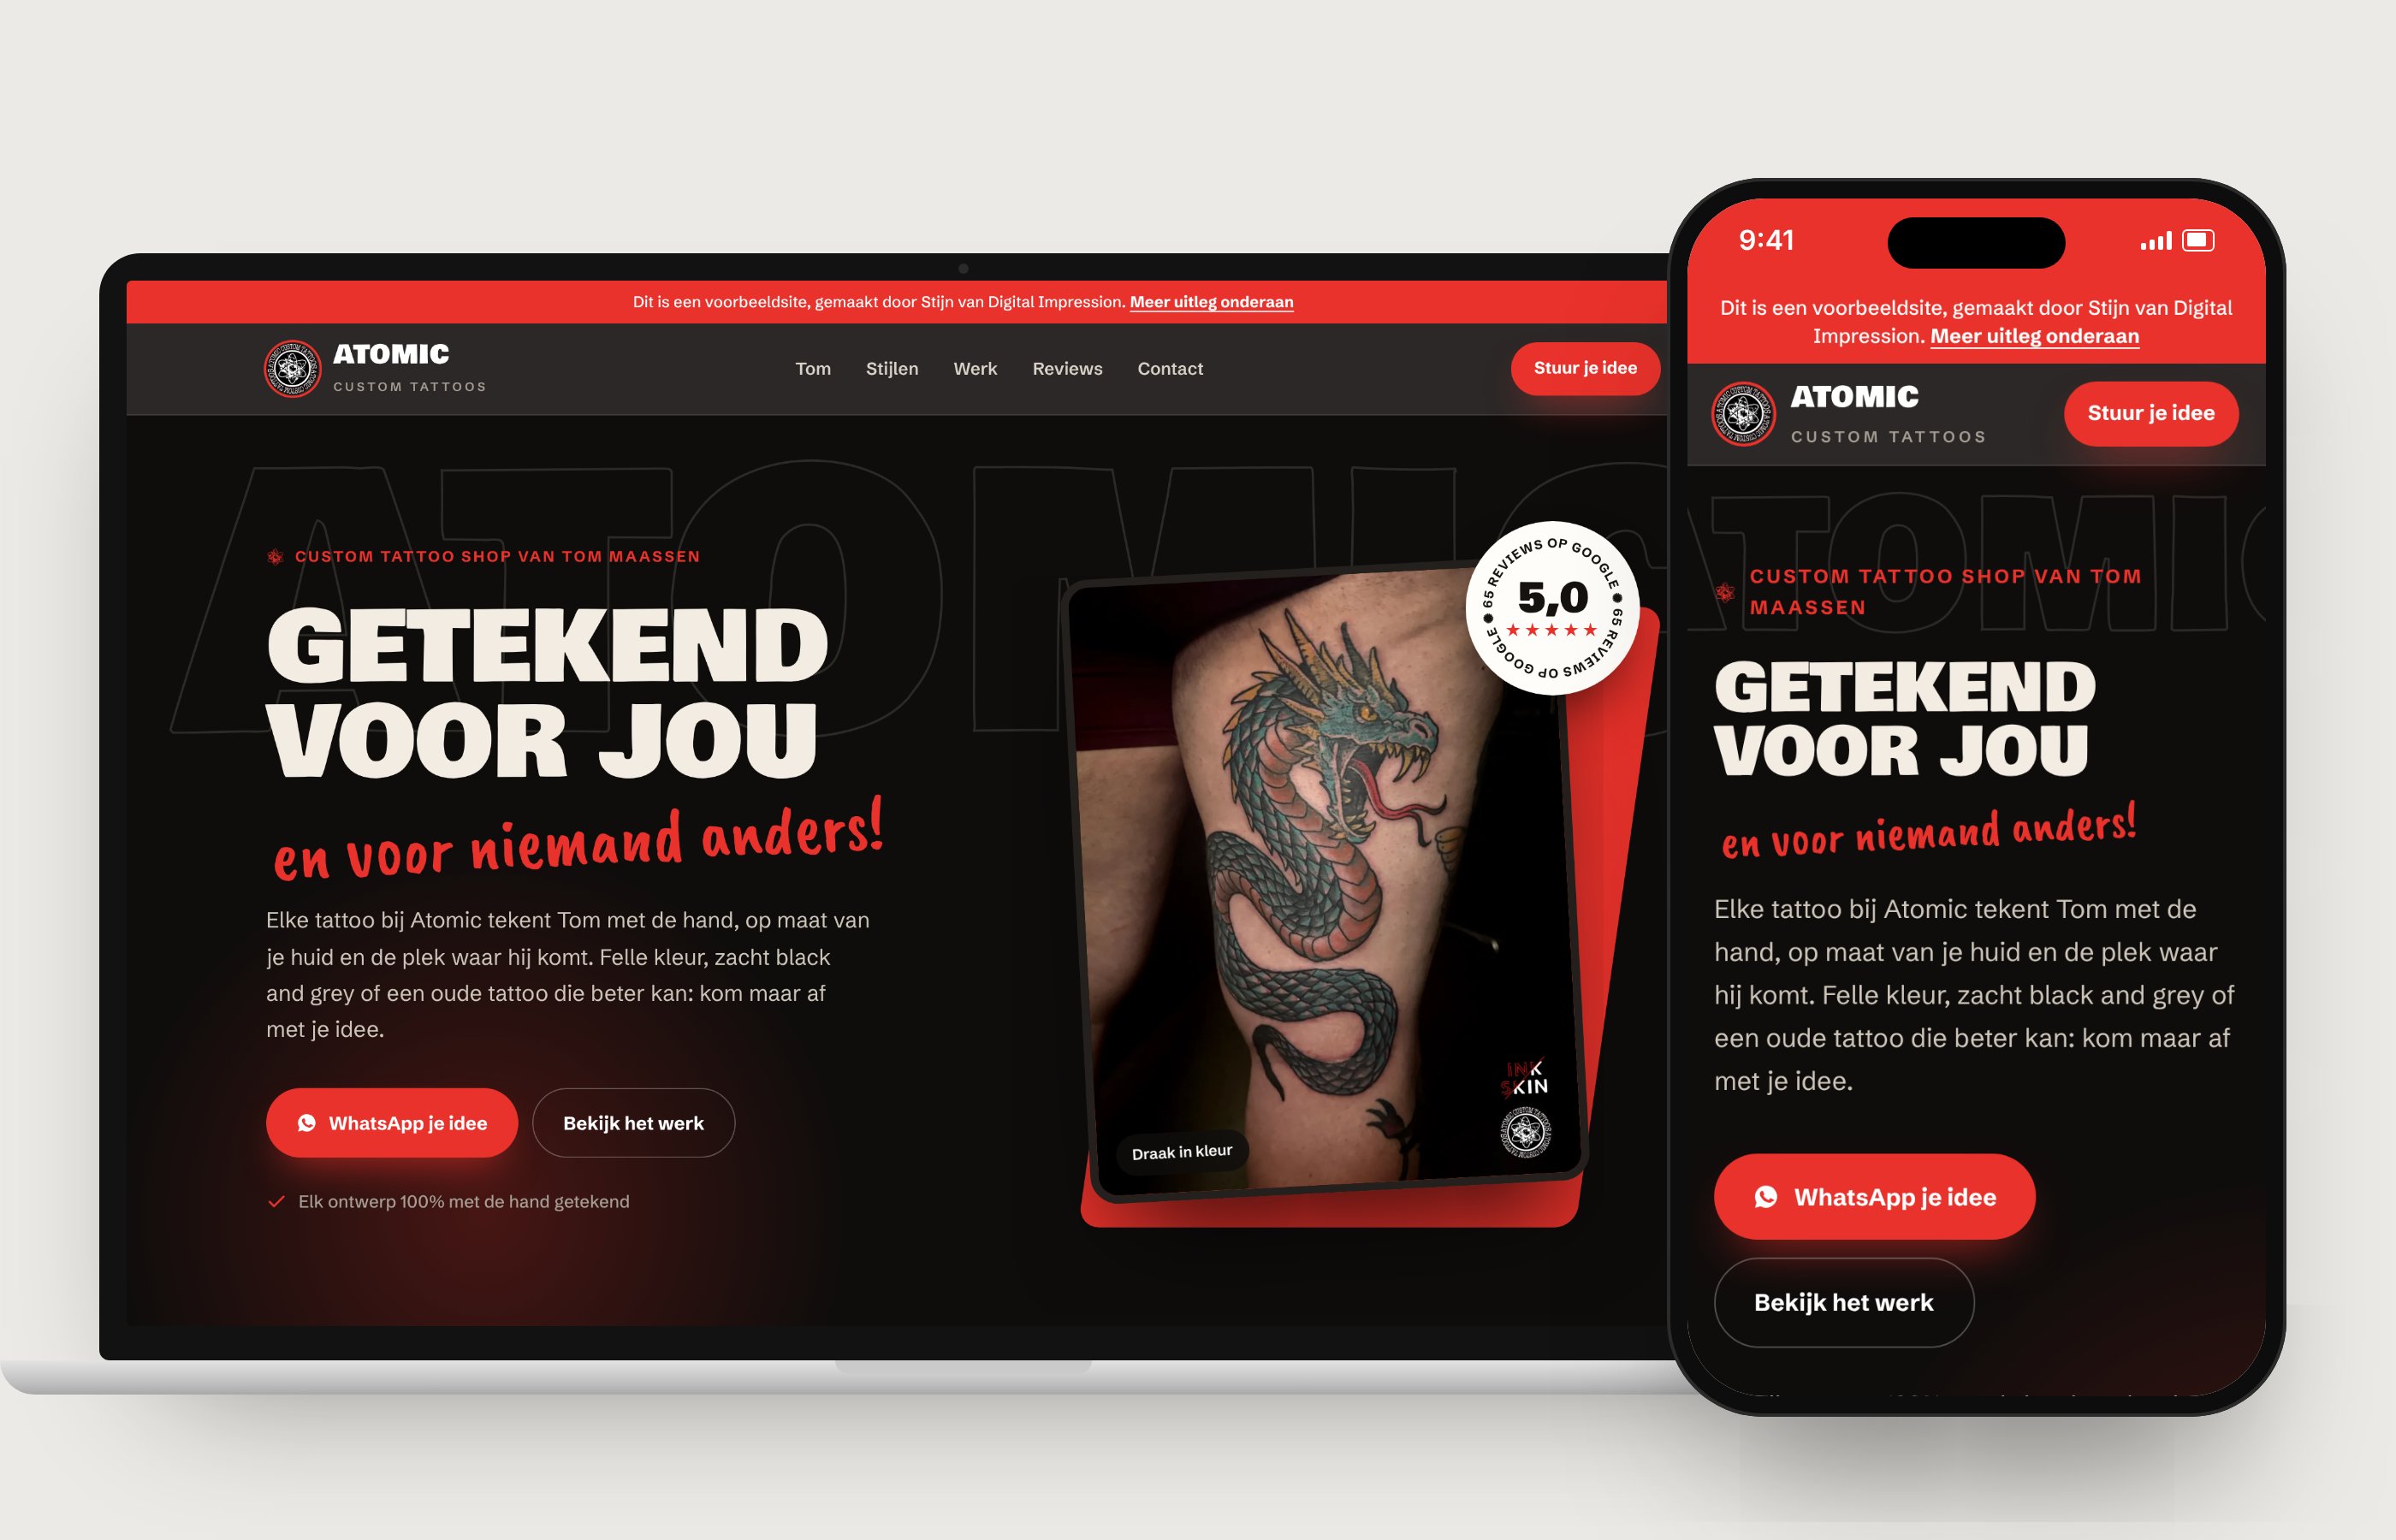 Dit is een voorbeeldsite, gemaakt door Stijn van Digital Impression. Meer uitleg onderaan
ATOMIC
CUSTOM TATTOOS
Tom
Stijlen
Werk
Reviews
Contact
Stuur je idee
ATOMIC
CUSTOM TATTOO SHOP VAN TOM MAASSEN
GETEKEND
VOOR JOU
en voor niemand anders!
Elke tattoo bij Atomic tekent Tom met de hand, op maat van
je huid en de plek waar hij komt. Felle kleur, zacht black
and grey of een oude tattoo die beter kan: kom maar af
met je idee.
WhatsApp je idee
Bekijk het werk
Elk ontwerp 100% met de hand getekend
65 REVIEWS OP GOOGLE ● 65 REVIEWS OP GOOGLE ●
5,0
★★★★★
INK
SKIN
Draak in kleur
9:41
Dit is een voorbeeldsite, gemaakt door Stijn van Digital
Impression. Meer uitleg onderaan
ATOMIC
CUSTOM TATTOOS
Stuur je idee
ATOMIC
CUSTOM TATTOO SHOP VAN TOM
MAASSEN
GETEKEND
VOOR JOU
en voor niemand anders!
Elke tattoo bij Atomic tekent Tom met de
hand, op maat van je huid en de plek waar
hij komt. Felle kleur, zacht black and grey of
een oude tattoo die beter kan: kom maar af
met je idee.
WhatsApp je idee
Bekijk het werk